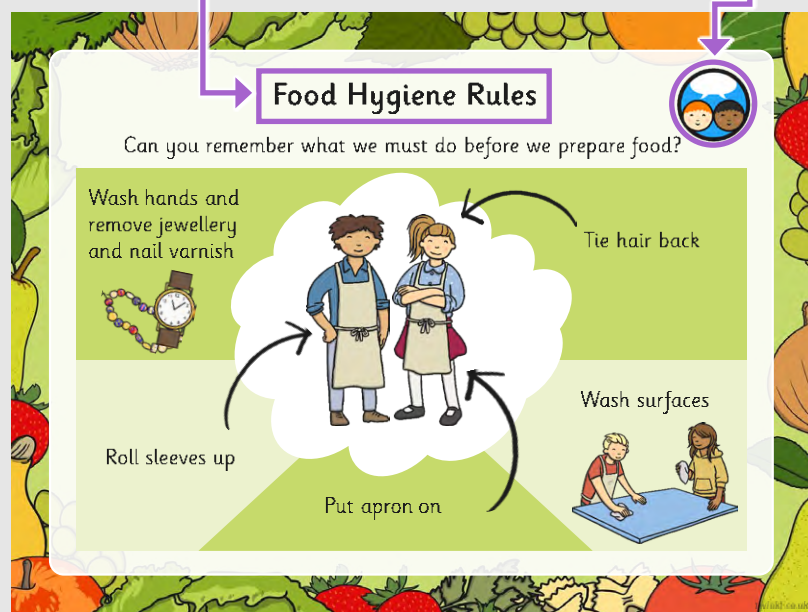 Food Hygiene Rules
Can you remember what we must do before we prepare food?
Wash hands and
remove jewellery
and nail varnish
Tie hair back
Roll sleeves up
Put apron on
Wash surfaces